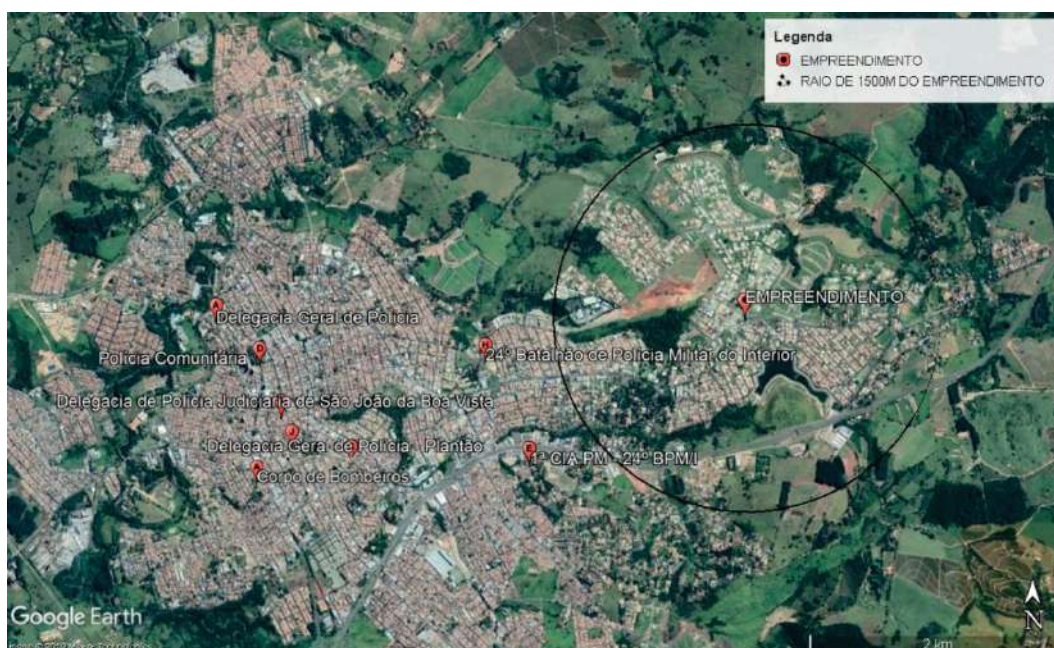 Legenda
EMPREENDIMENTO
RAIO DE 1500M DO EMPREENDIMENTO
A
EMPREENDIMENTO
Delegacia Geral de Polícia
D
H
Polícia Comunitária
24º Batalhão de Polícia Militar do Interior
Delegacia de Polícia Judiciaria de São João da Boa Vista
J
Delegacia Geral de Polícia - Plantão
E
1ª CIA PM - 24º BPM/I
A
Corpo de Bombeiros
Google Earth
N
2 km